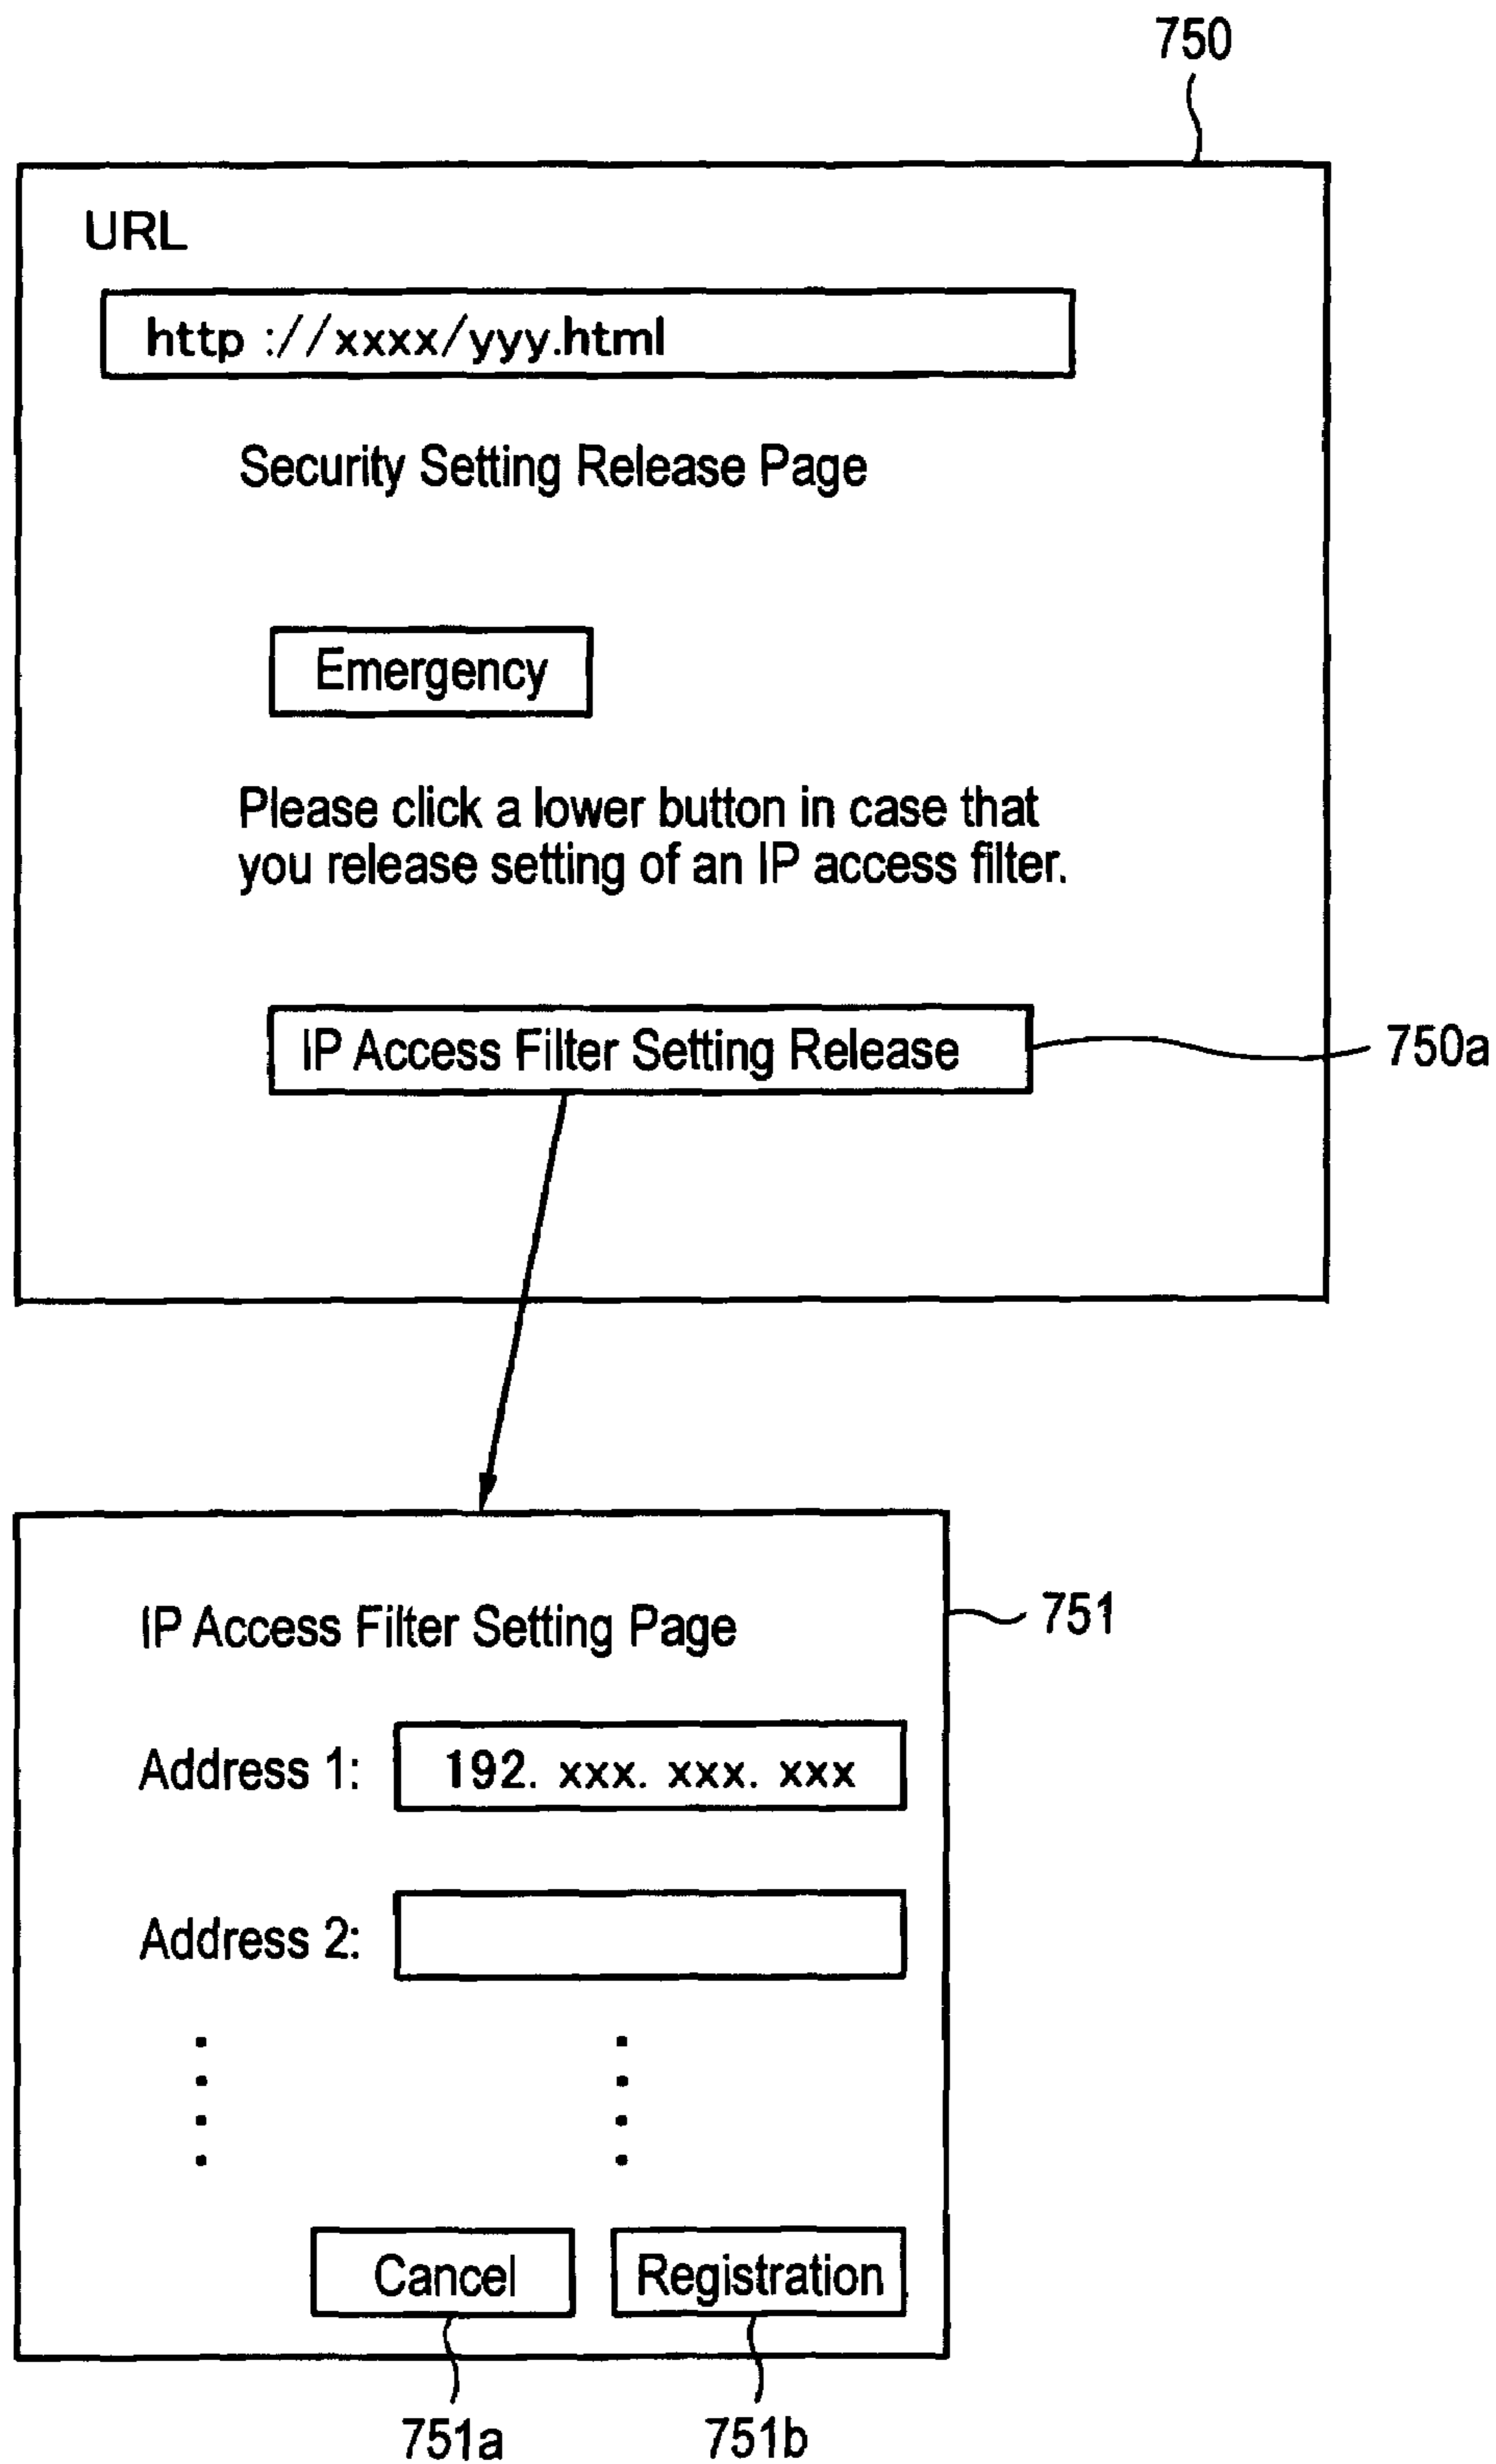 750
URL
http ://xxxx/yyy.html
Security Setting Release Page
Emergency
Please click a lower button in case that
you release setting of an IP access filter.
IP Access Filter Setting Release
750a
IP Access Filter Setting Page
751
Address 1: 192. xxx. xxx. xxx
Address 2:
Cancel Registration
751a 751b